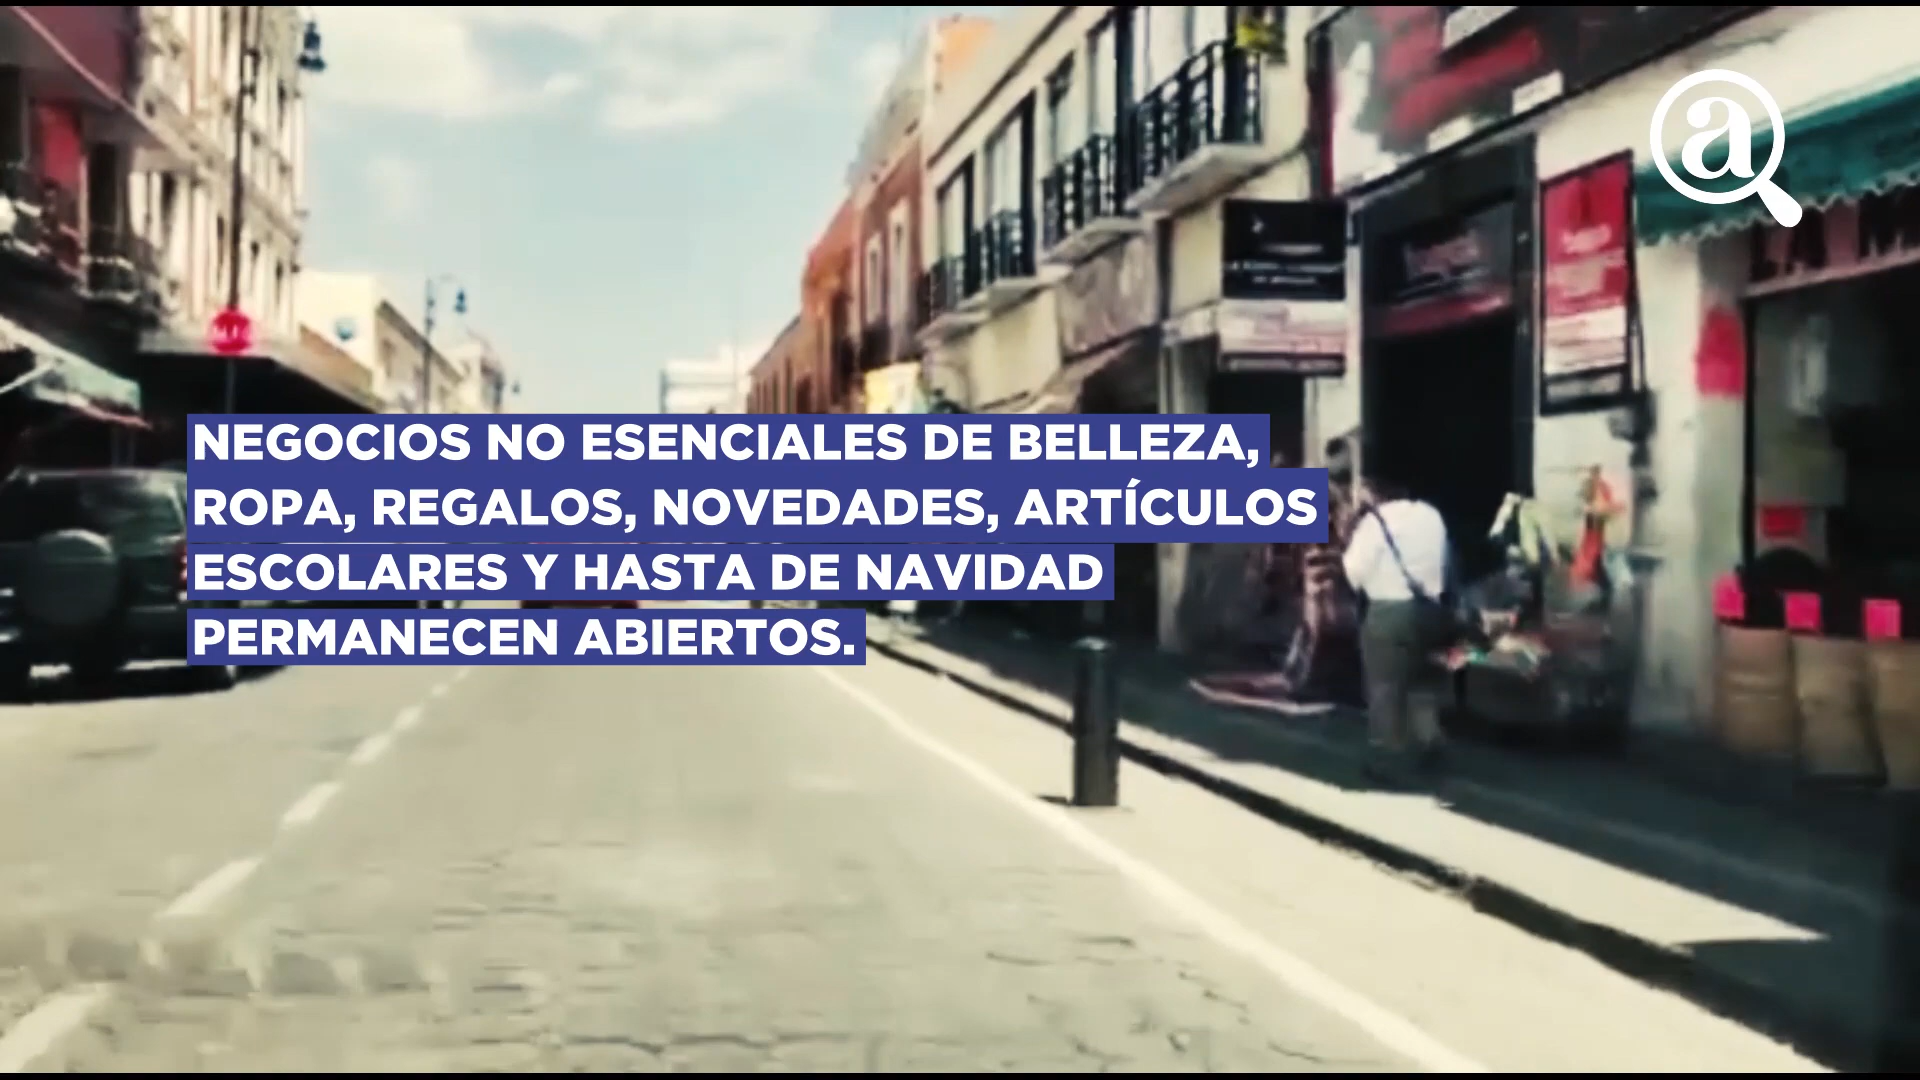 a
NEGOCIOS NO ESENCIALES DE BELLEZA,
ROPA, REGALOS, NOVEDADES, ARTÍCULOS
ESCOLARES Y HASTA DE NAVIDAD
PERMANECEN ABIERTOS.